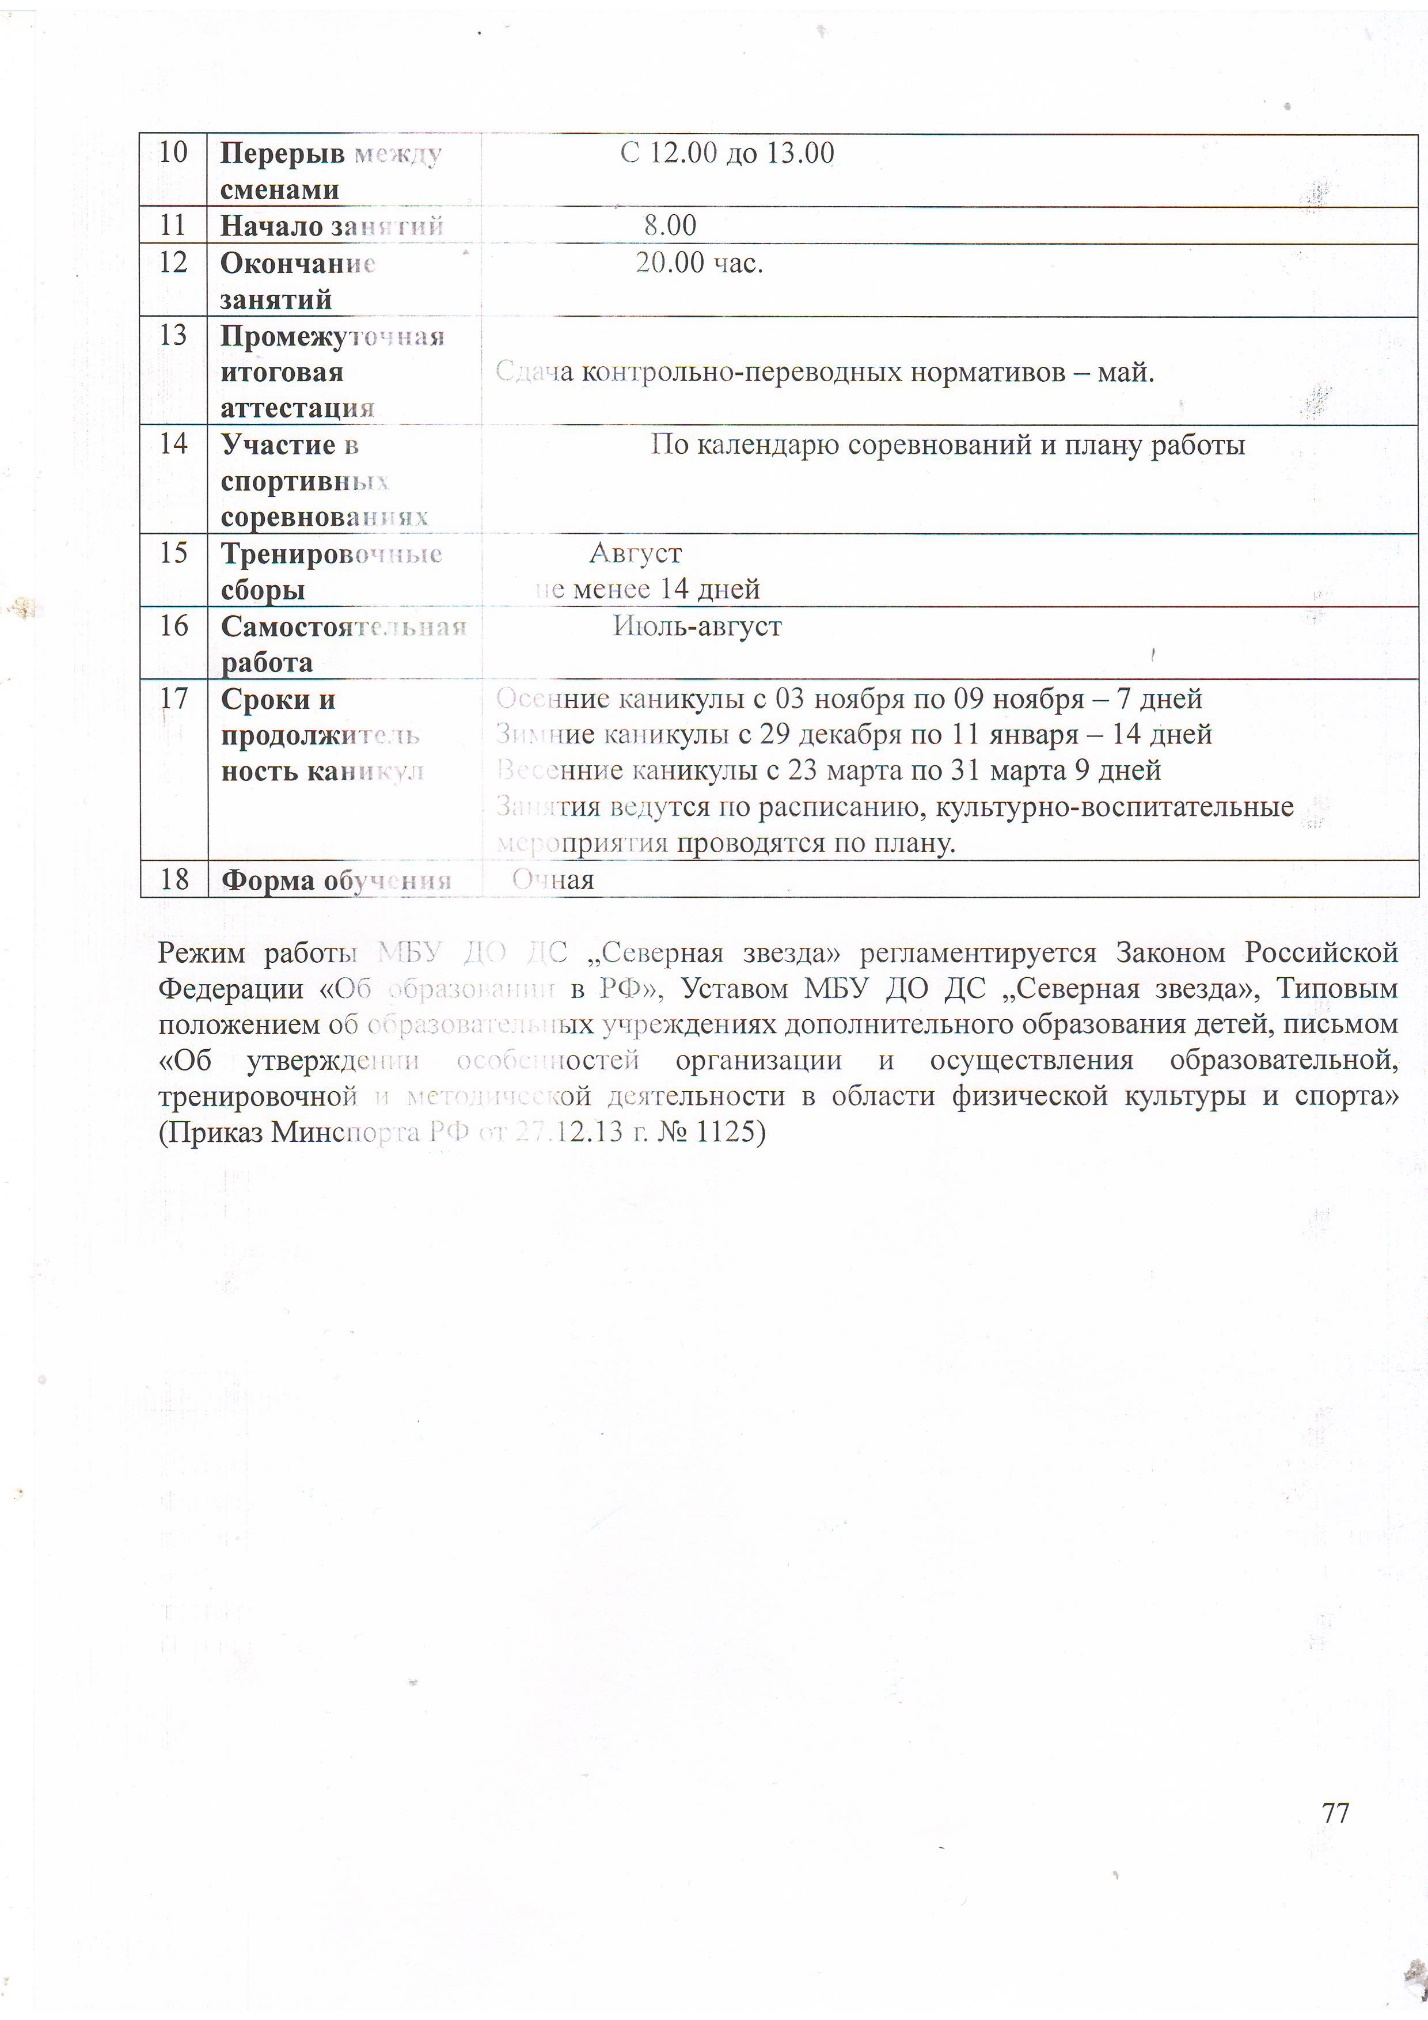 10 Перерыв между С 12.00 до 13.00
сменами
11 Начало занятий 8.00
12 Окончание 20.00 час.
занятий
13 Промежуточная
итоговая Сдача контрольно-переводных нормативов – май.
аттестация
14 Участие в По календарю соревнований и плану работы
спортивных
соревнованиях
15 Тренировочные Август
сборы не менее 14 дней
16 Самостоятельная Июль-август
работа
17 Сроки и Осенние каникулы с 03 ноября по 09 ноября – 7 дней
продолжитель Зимние каникулы с 29 декабря по 11 января – 14 дней
ность каникул Весенние каникулы с 23 марта по 31 марта 9 дней
Занятия ведутся по расписанию, культурно-воспитательные
мероприятия проводятся по плану.
18 Форма обучения Очная
Режим работы МБУ ДО ДС „Северная звезда» регламентируется Законом Российской
Федерации «Об образовании в РФ», Уставом МБУ ДО ДС „Северная звезда», Типовым
положением об образовательных учреждениях дополнительного образования детей, письмом
«Об утверждении особенностей организации и осуществления образовательной,
тренировочной и методической деятельности в области физической культуры и спорта»
(Приказ Минспорта РФ от 27.12.13 г. № 1125)
77